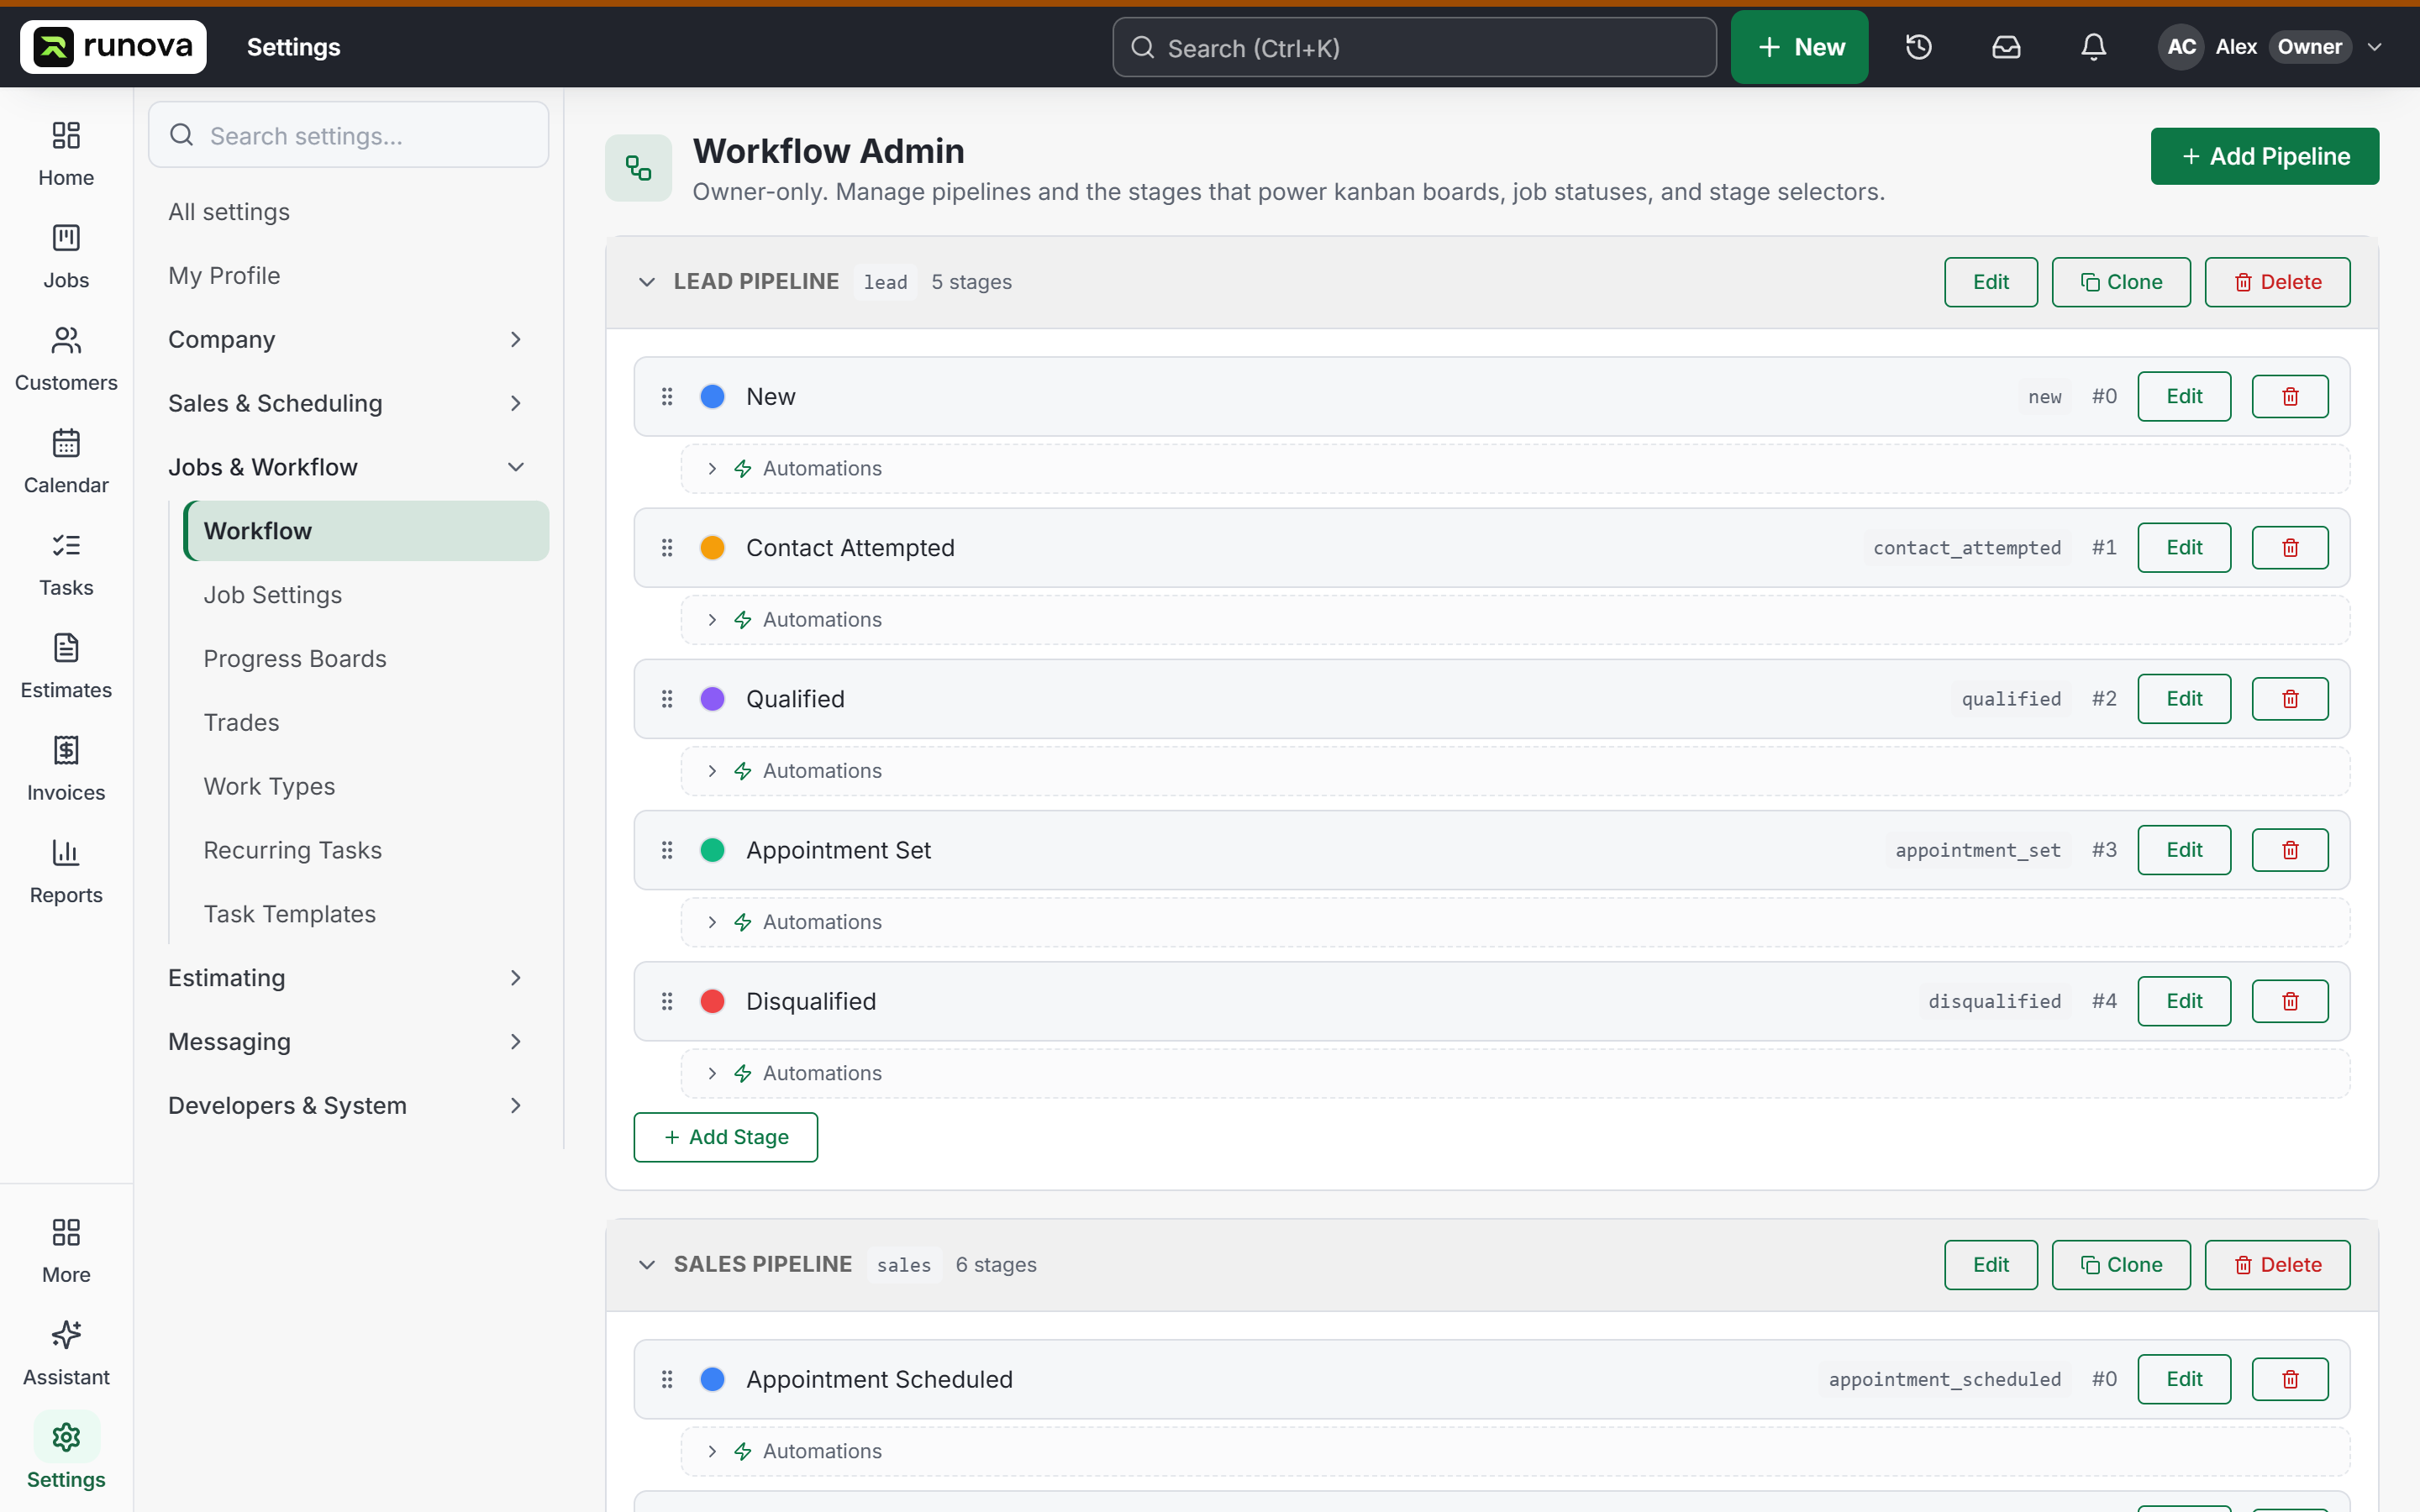 runova
Settings
Search (Ctrl+K)
New
AC
Alex
Owner
Home
Jobs
Customers
Calendar
Tasks
Estimates
Invoices
Reports
More
Assistant
Settings
Search settings...
All settings
My Profile
Company
Sales & Scheduling
Jobs & Workflow
Workflow
Job Settings
Progress Boards
Trades
Work Types
Recurring Tasks
Task Templates
Estimating
Messaging
Developers & System
Workflow Admin
Owner-only. Manage pipelines and the stages that power kanban boards, job statuses, and stage selectors.
+ Add Pipeline
LEAD PIPELINE lead 5 stages Edit Clone Delete
New new #0 Edit
Automations
Contact Attempted contact_attempted #1 Edit
Automations
Qualified qualified #2 Edit
Automations
Appointment Set appointment_set #3 Edit
Automations
Disqualified disqualified #4 Edit
Automations
+ Add Stage
SALES PIPELINE sales 6 stages Edit Clone Delete
Appointment Scheduled appointment_scheduled #0 Edit
Automations